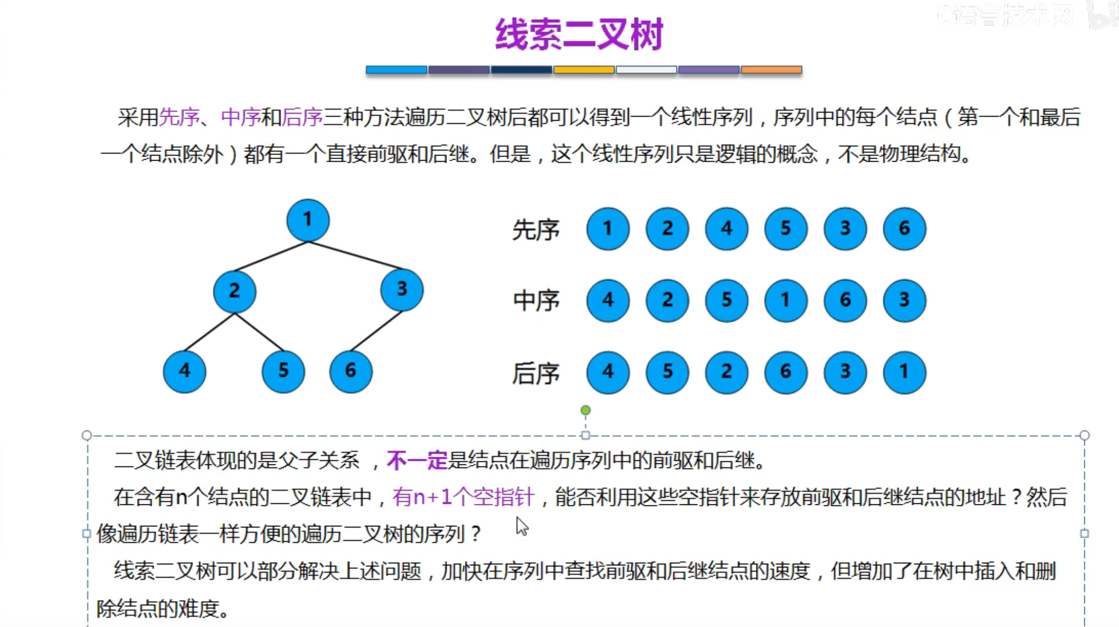 C语言技术网
线索二叉树
采用先序、中序和后序三种方法遍历二叉树后都可以得到一个线性序列，序列中的每个结点（第一个和最后
一个结点除外）都有一个直接前驱和后继。但是，这个线性序列只是逻辑的概念，不是物理结构。
1
2 3
4 5 6
先序 1 2 4 5 3 6
中序 4 2 5 1 6 3
后序 4 5 2 6 3 1
二叉链表体现的是父子关系，不一定是结点在遍历序列中的前驱和后继。
在含有n个结点的二叉链表中，有n+1个空指针，能否利用这些空指针来存放前驱和后继结点的地址？然后
像遍历链表一样方便的遍历二叉树的序列？
线索二叉树可以部分解决上述问题，加快在序列中查找前驱和后继结点的速度，但增加了在树中插入和删
除结点的难度。